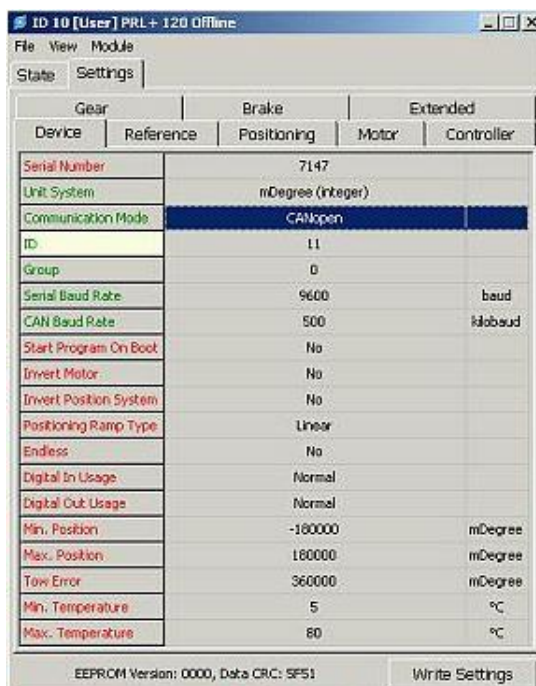 ID 10 [User] PRL+ 120 Offline
File View Module
State Settings
Gear Brake Extended
Device Reference Positioning Motor Controller
Serial Number 7147
Unit System mDegree (integer)
Communication Mode CANopen
ID 11
Group 0
Serial Baud Rate 9600 baud
CAN Baud Rate 500 kilobaud
Start Program On Boot No
Invert Motor No
Invert Position System No
Positioning Ramp Type Linear
Endless No
Digital In Usage Normal
Digital Out Usage Normal
Min. Position -180000 mDegree
Max. Position 180000 mDegree
Tow Error 360000 mDegree
Min. Temperature 5 °C
Max. Temperature 80 °C
EEPROM Version: 0000, Data CRC: 5F51 Write Settings